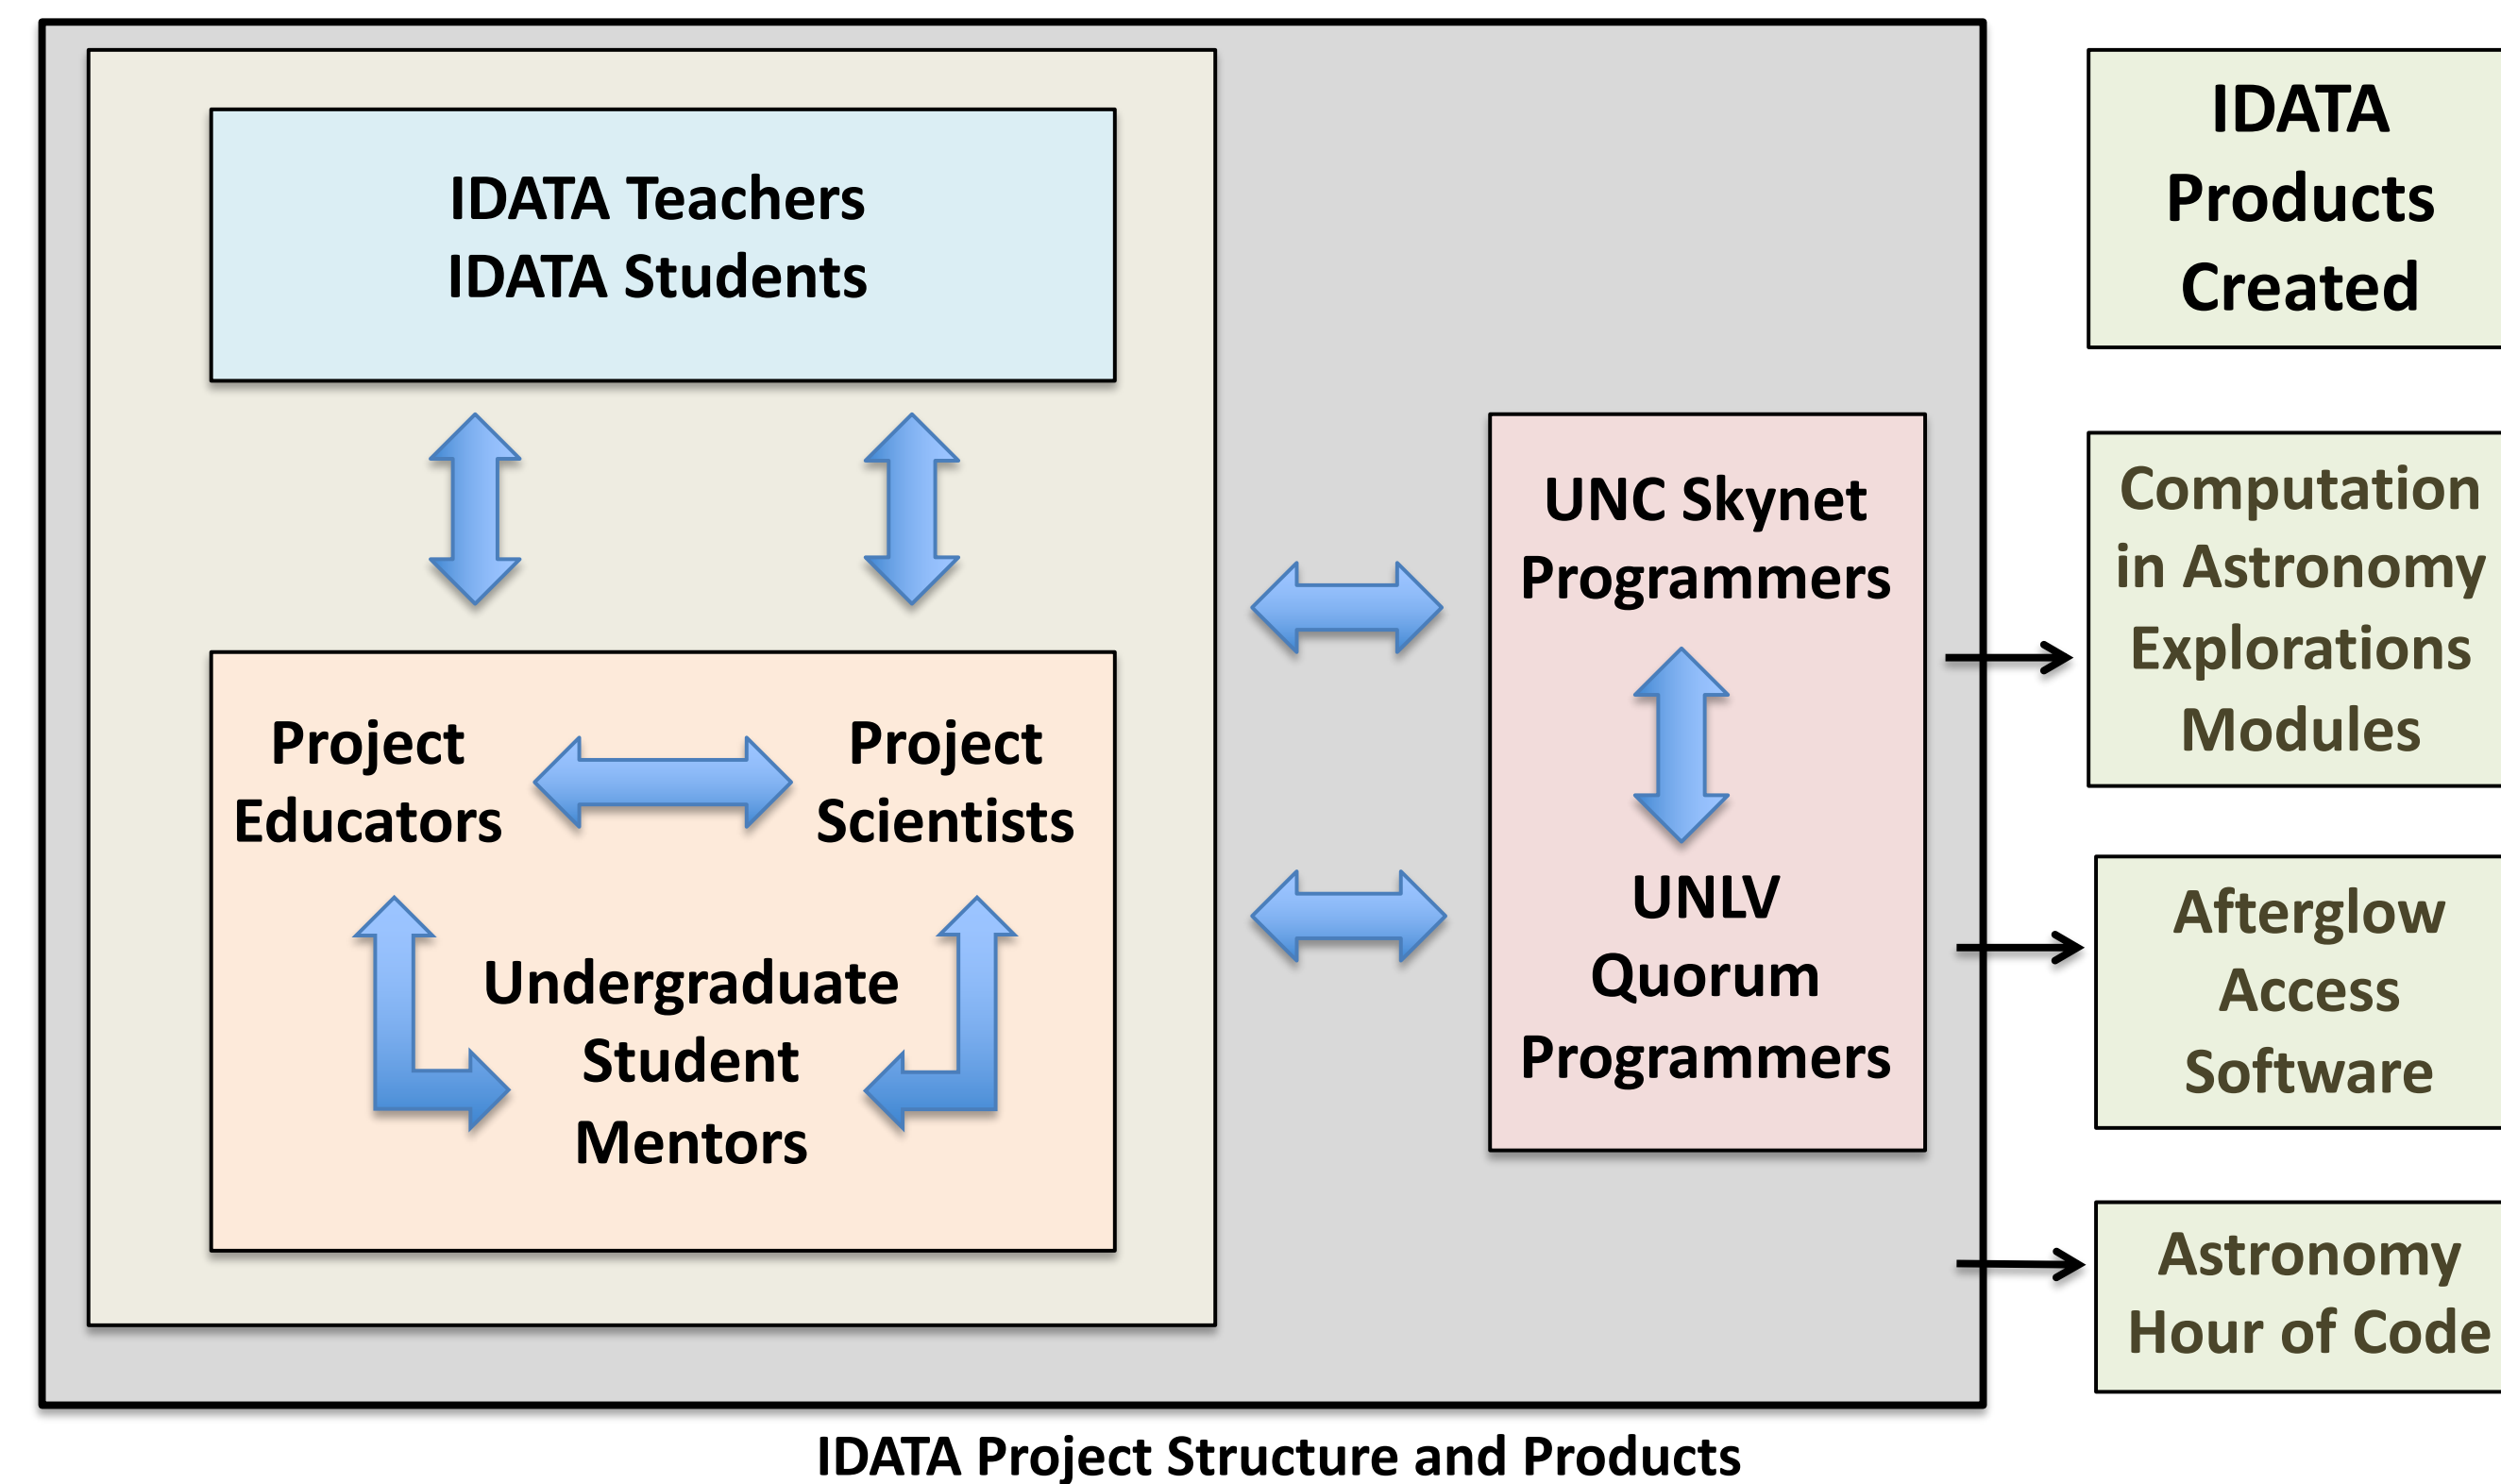 IDATA Teachers
IDATA Students
Project
Educators
Project
Scientists
Undergraduate
Student
Mentors
UNC Skynet
Programmers
UNLV
Quorum
Programmers
IDATA
Products
Created
Computation
in Astronomy
Explorations
Modules
Afterglow
Access
Software
Astronomy
Hour of Code
IDATA Project Structure and Products